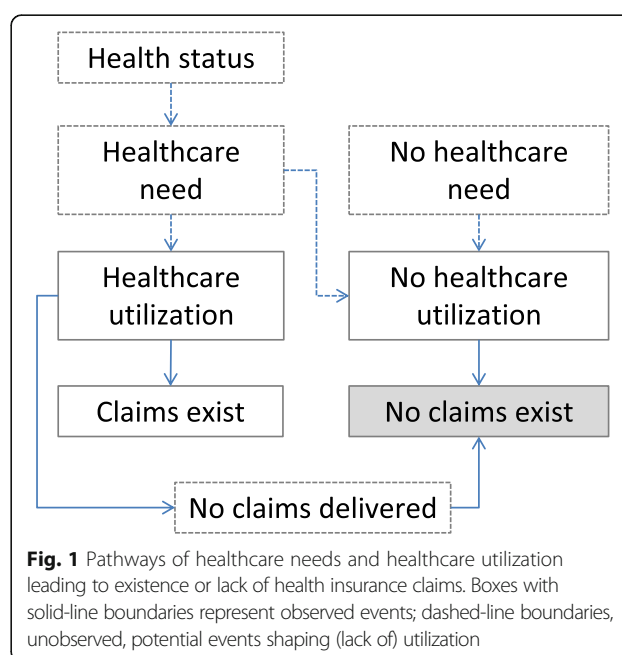 Health status
Healthcare
need
No healthcare
need
Healthcare
utilization
No healthcare
utilization
Claims exist
No claims exist
No claims delivered
Fig. 1 Pathways of healthcare needs and healthcare utilization
leading to existence or lack of health insurance claims. Boxes with
solid-line boundaries represent observed events; dashed-line boundaries,
unobserved, potential events shaping (lack of) utilization